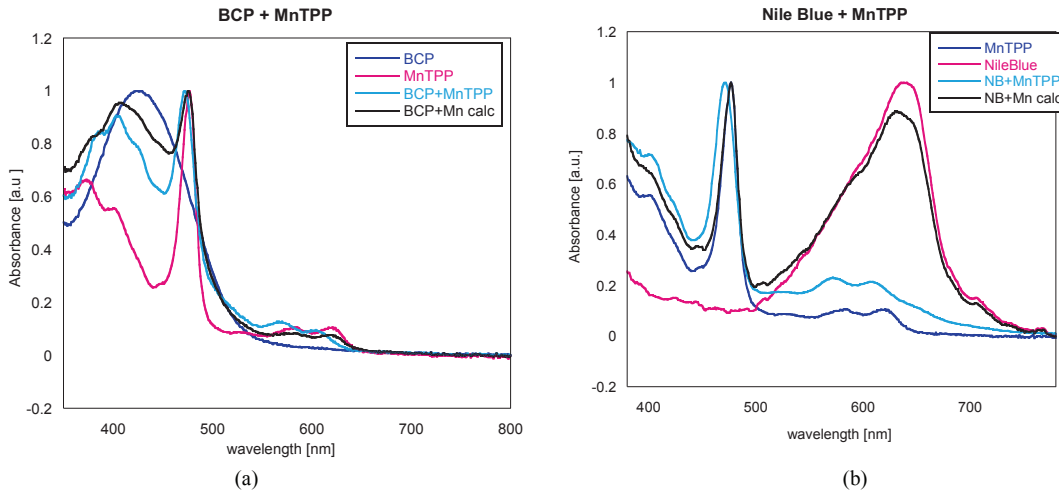 BCP + MnTPP
1.2
1
0.8
0.6
0.4
0.2
0
-0.2
Absorbance [a.u ]
BCP
MnTPP
BCP+MnTPP
BCP+Mn calc
400 500 600 700 800
wavelength [nm]
(a)
Nile Blue + MnTPP
1.2
1
0.8
0.6
0.4
0.2
0
-0.2
Absorbance [a.u.]
MnTPP
NileBlue
NB+MnTPP
NB+Mn calc
400 500 600 700
wavelength [nm]
(b)